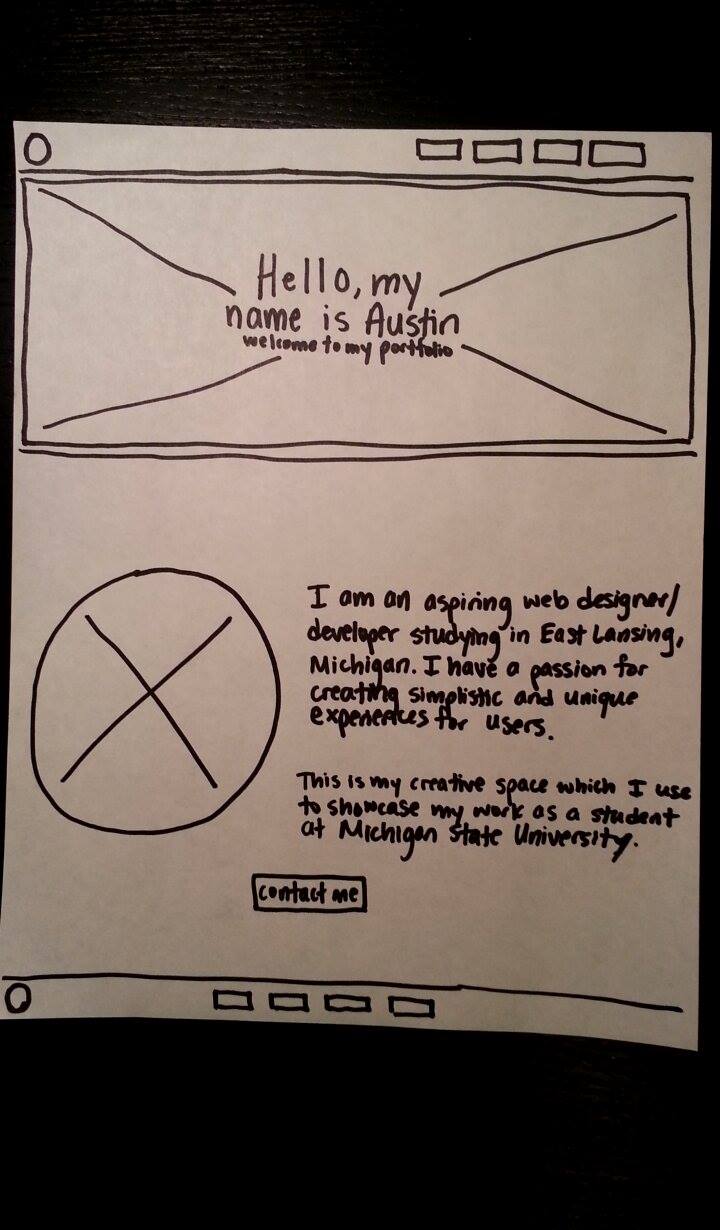 Hello, my
name is Austin
welcome to my portfolio
I am an aspiring web designer/
developer studying in East Lansing,
Michigan. I have a passion for
creating simplistic and unique
experiences for users.
This is my creative space which I use
to showcase my work as a student
at Michigan State University.
contact me